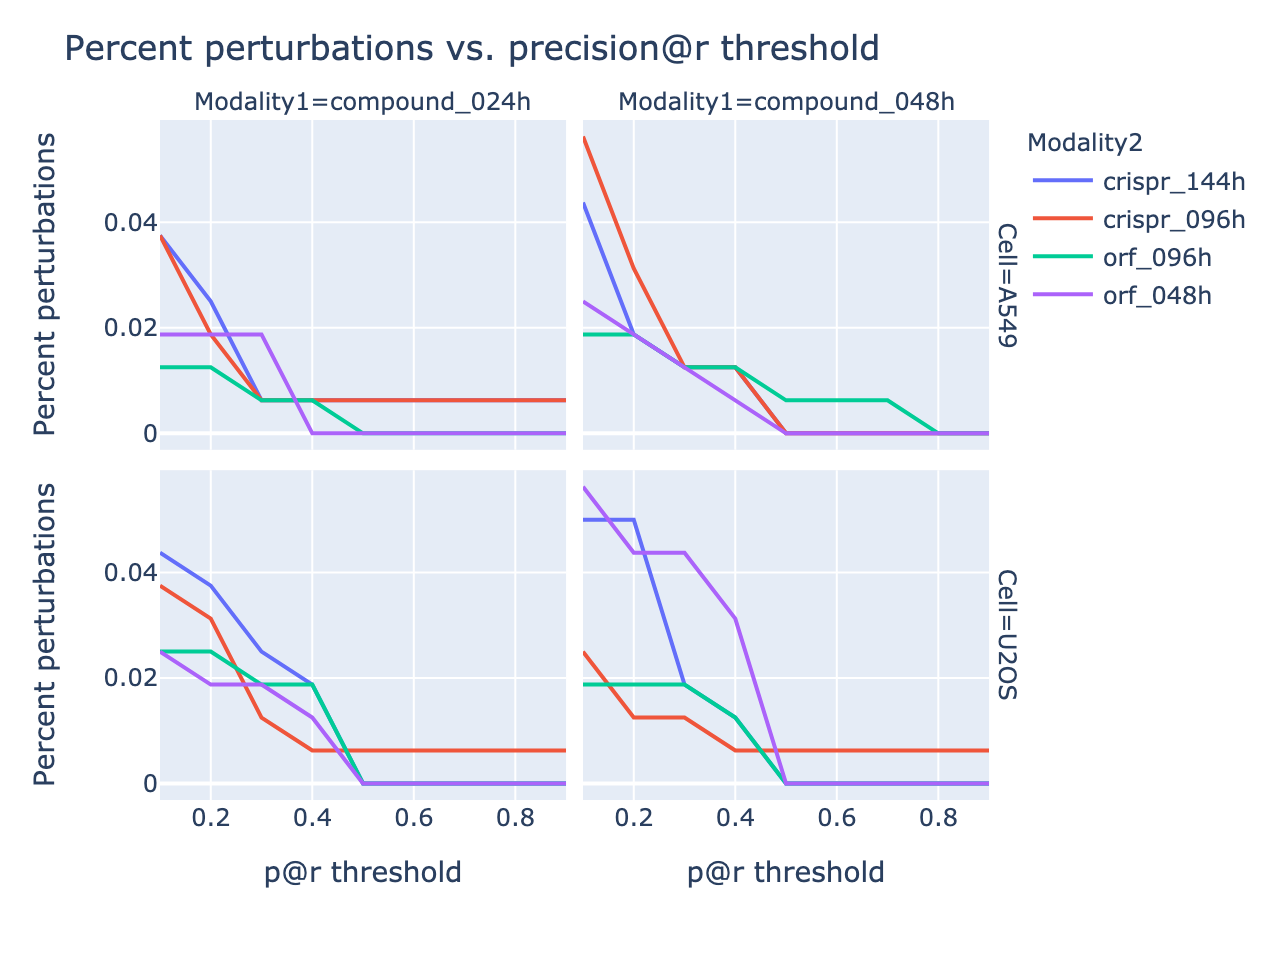 Percent perturbations vs. precision@r threshold
Modality1=compound_024h
Modality1=compound_048h
Modality2
crispr_144h
crispr_096h
orf_096h
orf_048h
Percent perturbations
0.04
0.02
0
Cell=A549
Percent perturbations
0.04
0.02
0
Cell=U2OS
0.2 0.4 0.6 0.8
0.2 0.4 0.6 0.8
p@r threshold
p@r threshold